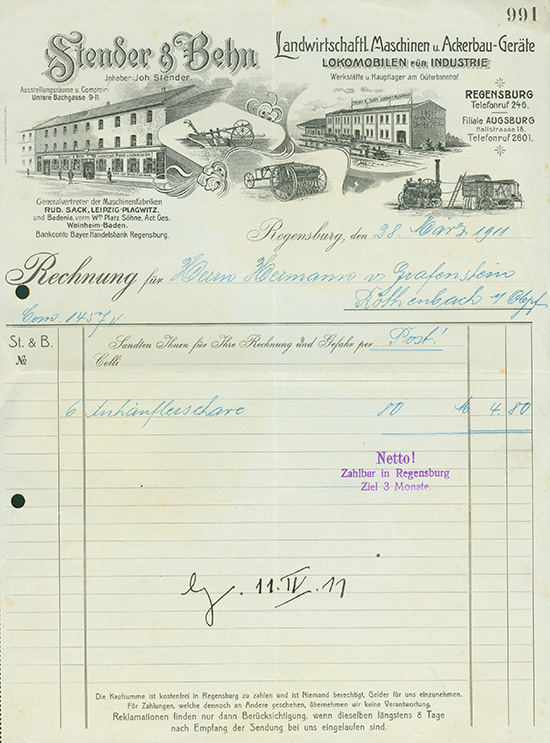 991
Stender & Behn
Inhaber Joh. Stender.
Ausstellungsräume u. Comptoir:
Untere Bachgasse 9-11.
Landwirtschaftl. Maschinen u. Ackerbau-Geräte
LOKOMOBILEN FÜR INDUSTRIE
Werkstätte u. Hauptlager am Güterbahnhof.
REGENSBURG
Telefonruf 246.
Filiale AUGSBURG
Hallstrasse 18.
Telefonruf 2601.
Generalvertreter der Maschinenfabriken
RUD. SACK, LEIPZIG-PLAGWITZ.
und Badenia, vorm Wm Platz Söhne, Act. Ges.
Weinheim-Baden.
Bankconto Bayer. Handelsbank Regensburg.
Regensburg, den 28. März 1911
Rechnung für Herrn Hermann v. Grafenstein
Röthenbach i/ Obpf
Com. 1457 v
St. & B.
№
Sandten Ihnen für Ihre Rechnung und Gefahr per Post!
Colli
6 Anhäuflerschare 80 M 4.80
Netto!
Zahlbar in Regensburg
Ziel 3 Monate.
11. IV. 11
Die Kaufsumme ist kostenfrei in Regensburg zu zahlen und ist Niemand berechtigt, Gelder für uns einzunehmen.
Für Zahlungen, welche dennoch an Andere geschehen, übernehmen wir keine Verantwortung.
Reklamationen finden nur dann Berücksichtigung, wenn dieselben längstens 8 Tage
nach Empfang der Sendung bei uns eingelaufen sind.